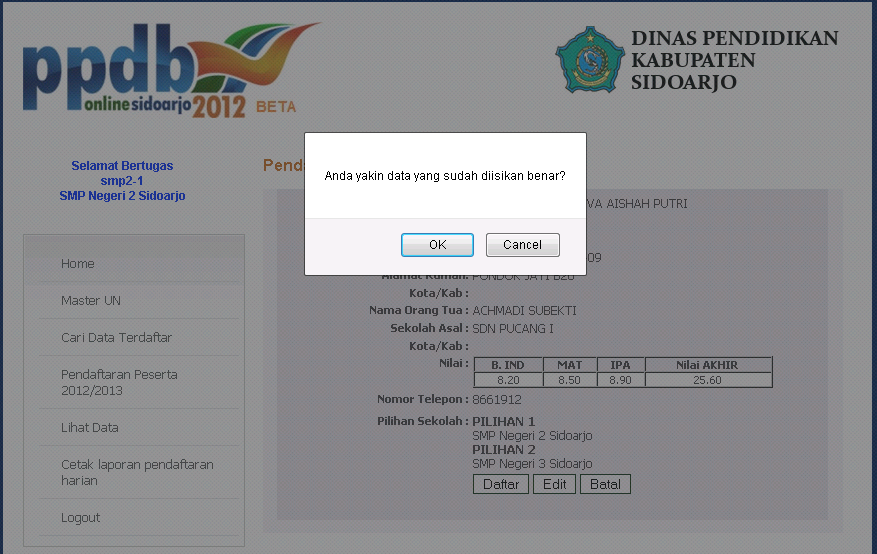 ppdb
online sidoarjo 2012 BETA
DINAS PENDIDIKAN
KABUPATEN
SIDOARJO
Selamat Bertugas
smp2-1
SMP Negeri 2 Sidoarjo
Home
Master UN
Cari Data Terdaftar
Pendaftaran Peserta
2012/2013
Lihat Data
Cetak laporan pendaftaran
harian
Logout
Pend
VA AISHAH PUTRI
Anda yakin data yang sudah diisikan benar?
OK Cancel
09
Alamat Rumah: PONDOK JATI B20
Kota/Kab :
Nama Orang Tua : ACHMADI SUBEKTI
Sekolah Asal : SDN PUCANG I
Kota/Kab :
Nilai : B. IND MAT IPA Nilai AKHIR
8.20 8.50 8.90 25.60
Nomor Telepon : 8661912
Pilihan Sekolah : PILIHAN 1
SMP Negeri 2 Sidoarjo
PILIHAN 2
SMP Negeri 3 Sidoarjo
Daftar Edit Batal